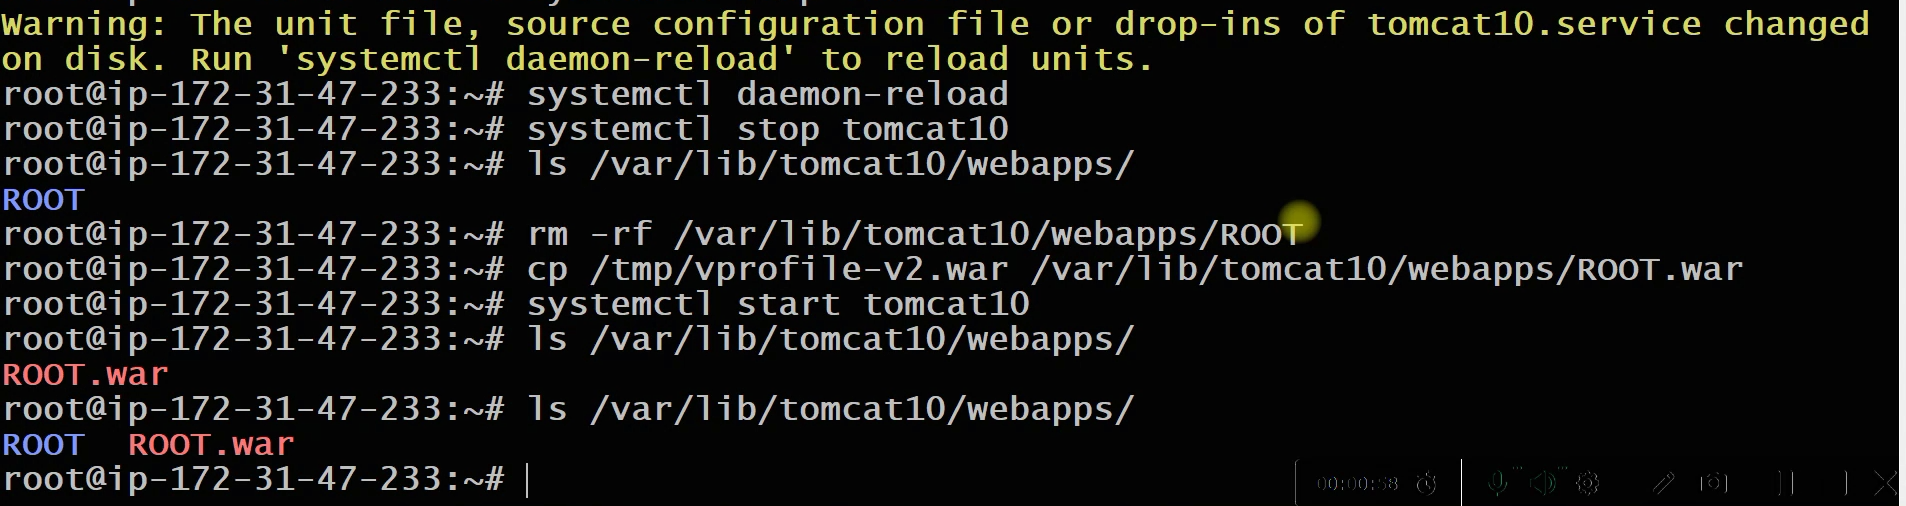 Warning: The unit file, source configuration file or drop-ins of tomcat10.service changed
on disk. Run 'systemctl daemon-reload' to reload units.
root@ip-172-31-47-233:~# systemctl daemon-reload
root@ip-172-31-47-233:~# systemctl stop tomcat10
root@ip-172-31-47-233:~# ls /var/lib/tomcat10/webapps/
ROOT
root@ip-172-31-47-233:~# rm -rf /var/lib/tomcat10/webapps/ROOT
root@ip-172-31-47-233:~# cp /tmp/vprofile-v2.war /var/lib/tomcat10/webapps/ROOT.war
root@ip-172-31-47-233:~# systemctl start tomcat10
root@ip-172-31-47-233:~# ls /var/lib/tomcat10/webapps/
ROOT.war
root@ip-172-31-47-233:~# ls /var/lib/tomcat10/webapps/
ROOT  ROOT.war
root@ip-172-31-47-233:~#
00:00:58